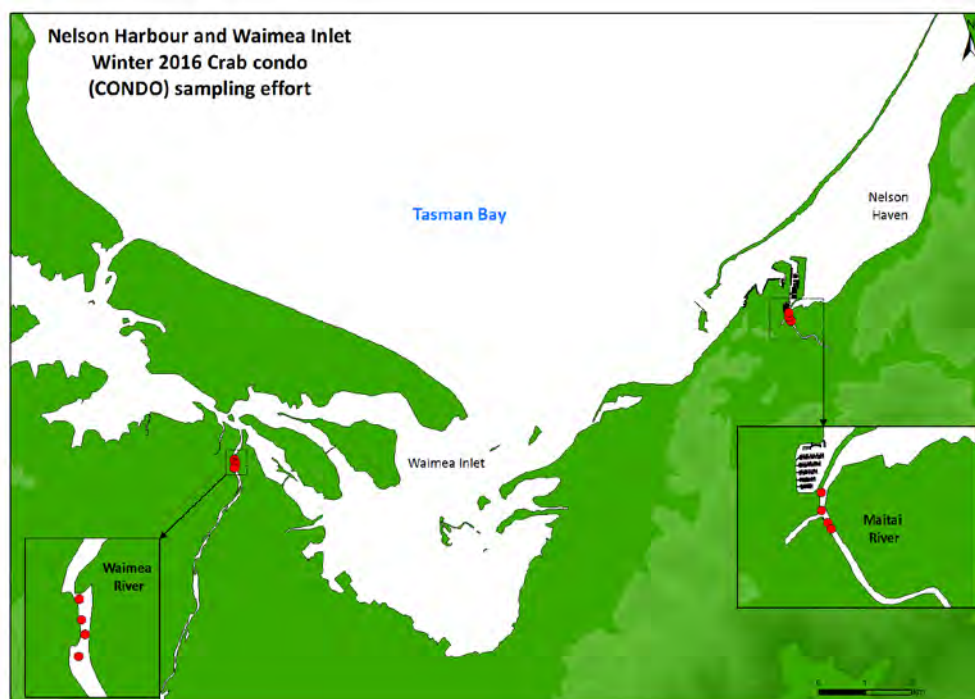 Nelson Harbour and Waimea Inlet
Winter 2016 Crab condo
(CONDO) sampling effort
Nelson
Haven
Tasman Bay
Waimea Inlet
Maitai
River
Waimea
River